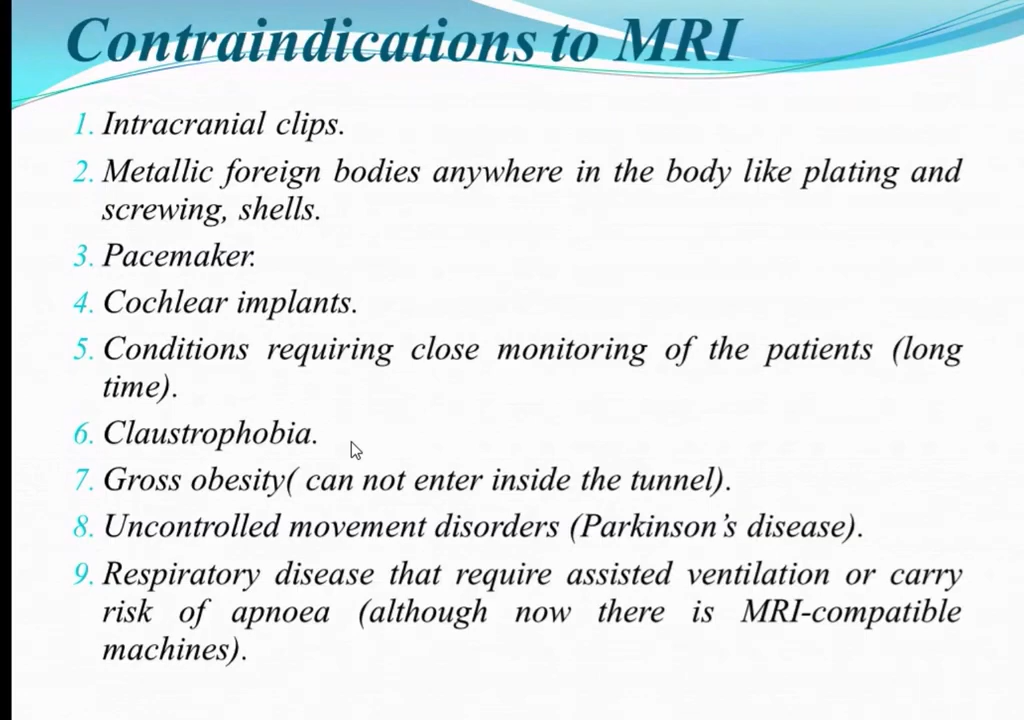 Contraindications to MRI
1. Intracranial clips.
2. Metallic foreign bodies anywhere in the body like plating and
screwing, shells.
3. Pacemaker.
4. Cochlear implants.
5. Conditions requiring close monitoring of the patients (long
time).
6. Claustrophobia.
7. Gross obesity( can not enter inside the tunnel).
8. Uncontrolled movement disorders (Parkinson’s disease).
9. Respiratory disease that require assisted ventilation or carry
risk of apnoea (although now there is MRI-compatible
machines).